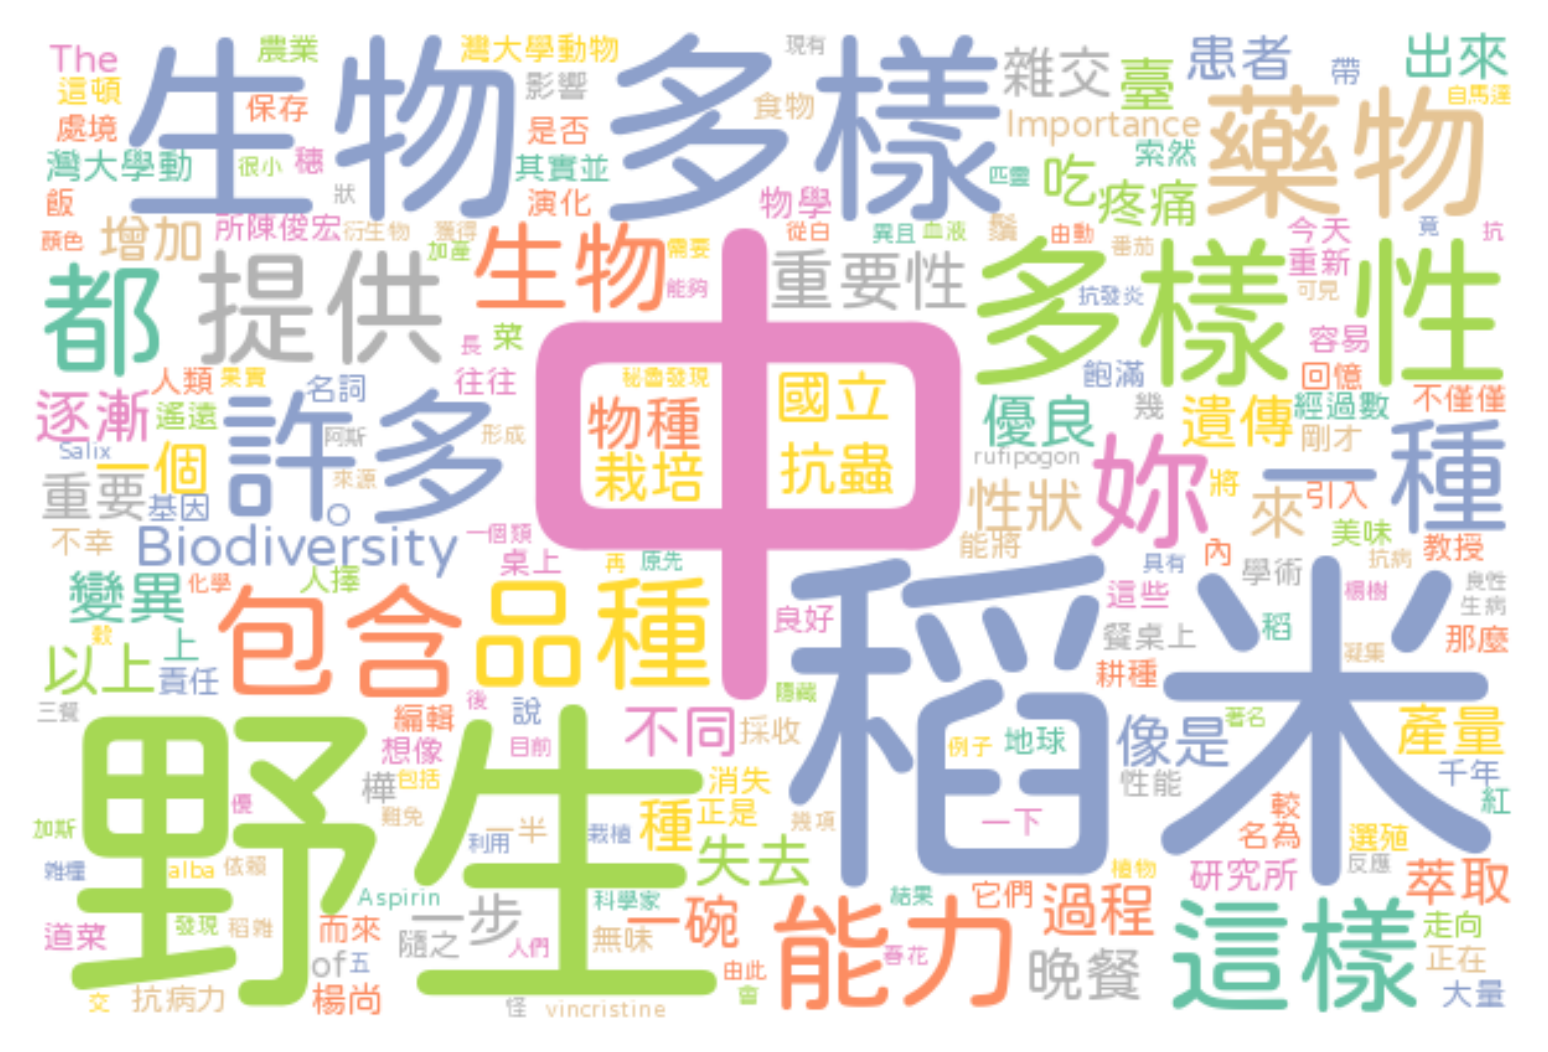 The
農業
灣大學動物
現有
雜交
患者
帶
出來
這頓
生物多樣
保存
影響
食物
臺
自馬達
處境
是否
Importance
藥物
灣大學動
很小
穗
其實並
匹靈
吃
索然
疼痛
飯
狀
演化
物學
顏色
增加
所陳俊宏
衍生物
獲得
加產
從白
異且
血液
鬚
由動
番茄
今天
竟
抗
都
提供
生物
需要
能夠
重要性
多樣性
抗發炎
重新
可見
長
菜
容易
人類
果實
名詞
往往
中
秘魯發現
國立
飽滿
回憶
逐漸
遙遠
許多
阿斯
形成
物種
優良
幾
遺傳
經過數
不僅僅
剛才
Salix
一個
來源
栽培
抗蟲
rufipogon
妳
將
一種
重要
基因
。
性狀
來
引入
不幸
Biodiversity
一個類
能將
內
美味
教授
桌上
再
原先
具有
學術
抗病
變異
化學
人擇
包含
品種
良好
稻米
這些
楊樹
良性
生病
穀
以上
上
餐桌上
稻
那麼
凝集
責任
耕種
三餐
後
隱藏
編輯
說
不同
採收
像是
著名
產量
野生
想像
目前
例子
地球
千年
樺
包括
消失
性能
紅
加斯
優
難免
一半
種
正是
幾項
一下
較
名為
選殖
雜糧
利用
栽植
失去
反應
alba
依賴
植物
研究所
萃取
Aspirin
科學家
結果
它們
道菜
發現
稻雜
而來
一步
一碗
能力
過程
這樣
走向
隨之
人們
無味
春花
of
五
由此
晚餐
正在
交
抗病力
楊尚
怪
vincristine
會
大量